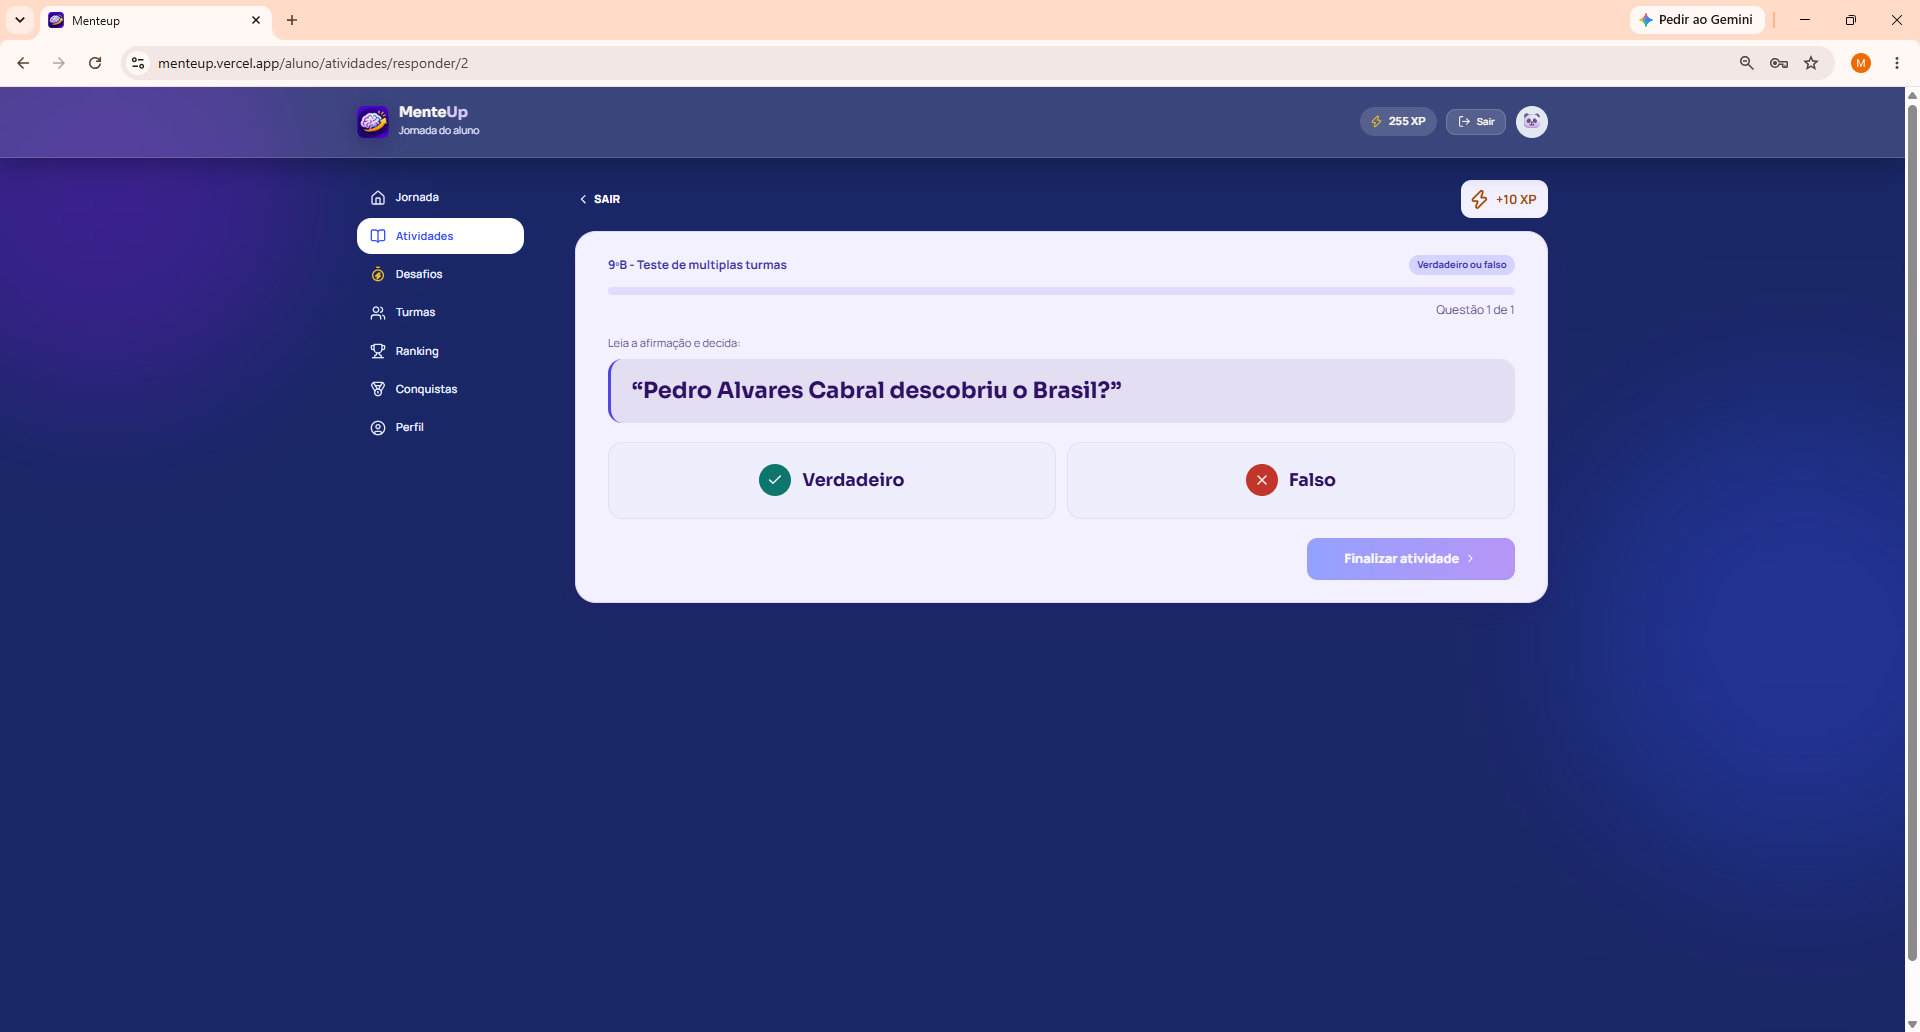 Menteup
Pedir ao Gemini
menteup.vercel.app/aluno/atividades/responder/2
M
MenteUp
Jornada do aluno
255 XP
Sair
Jornada
Atividades
Desafios
Turmas
Ranking
Conquistas
Perfil
SAIR
+10 XP
9ºB - Teste de multiplas turmas
Verdadeiro ou falso
Questão 1 de 1
Leia a afirmação e decida:
“Pedro Alvares Cabral descobriu o Brasil?”
Verdadeiro
Falso
Finalizar atividade